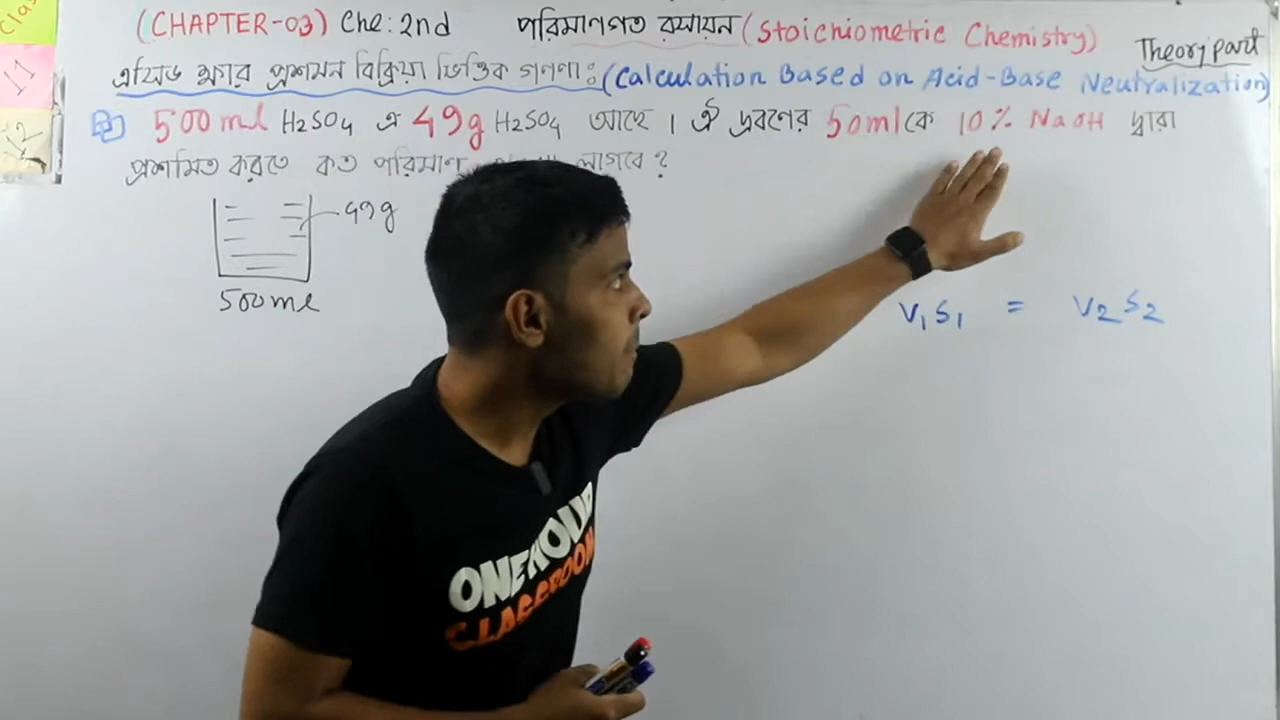 (CHAPTER-03) Che: 2nd পরিমাণগত রসায়ন (Stoichiometric Chemistry)
Theory part
এসিড ক্ষার প্রশমন বিক্রিয়া ভিত্তিক গণনাঃ (Calculation Based on Acid-Base Neutralization)
500 ml H2SO4 এ 49g H2SO4 আছে । ঐ দ্রবণের 50ml কে 10% NaOH দ্বারা
প্রশমিত করতে কত পরিমাণ লাগবে ?
49g
500 ml
V1S1 = V2S2
ONE HOUR
CLASSROOM
11